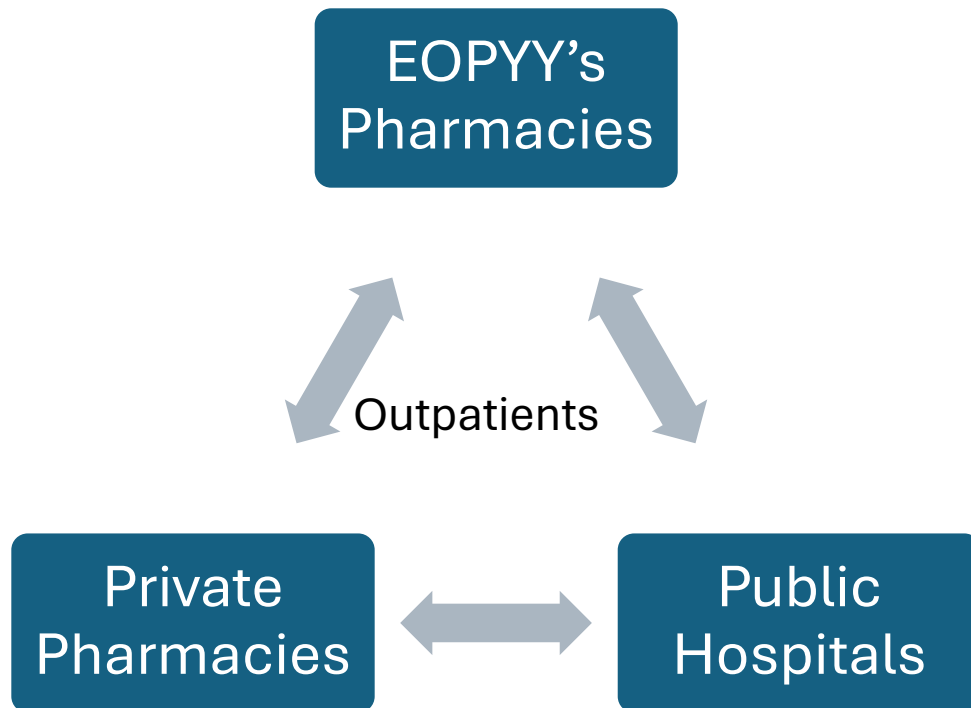 EOPYY’s
Pharmacies
Outpatients
Private
Pharmacies
Public
Hospitals